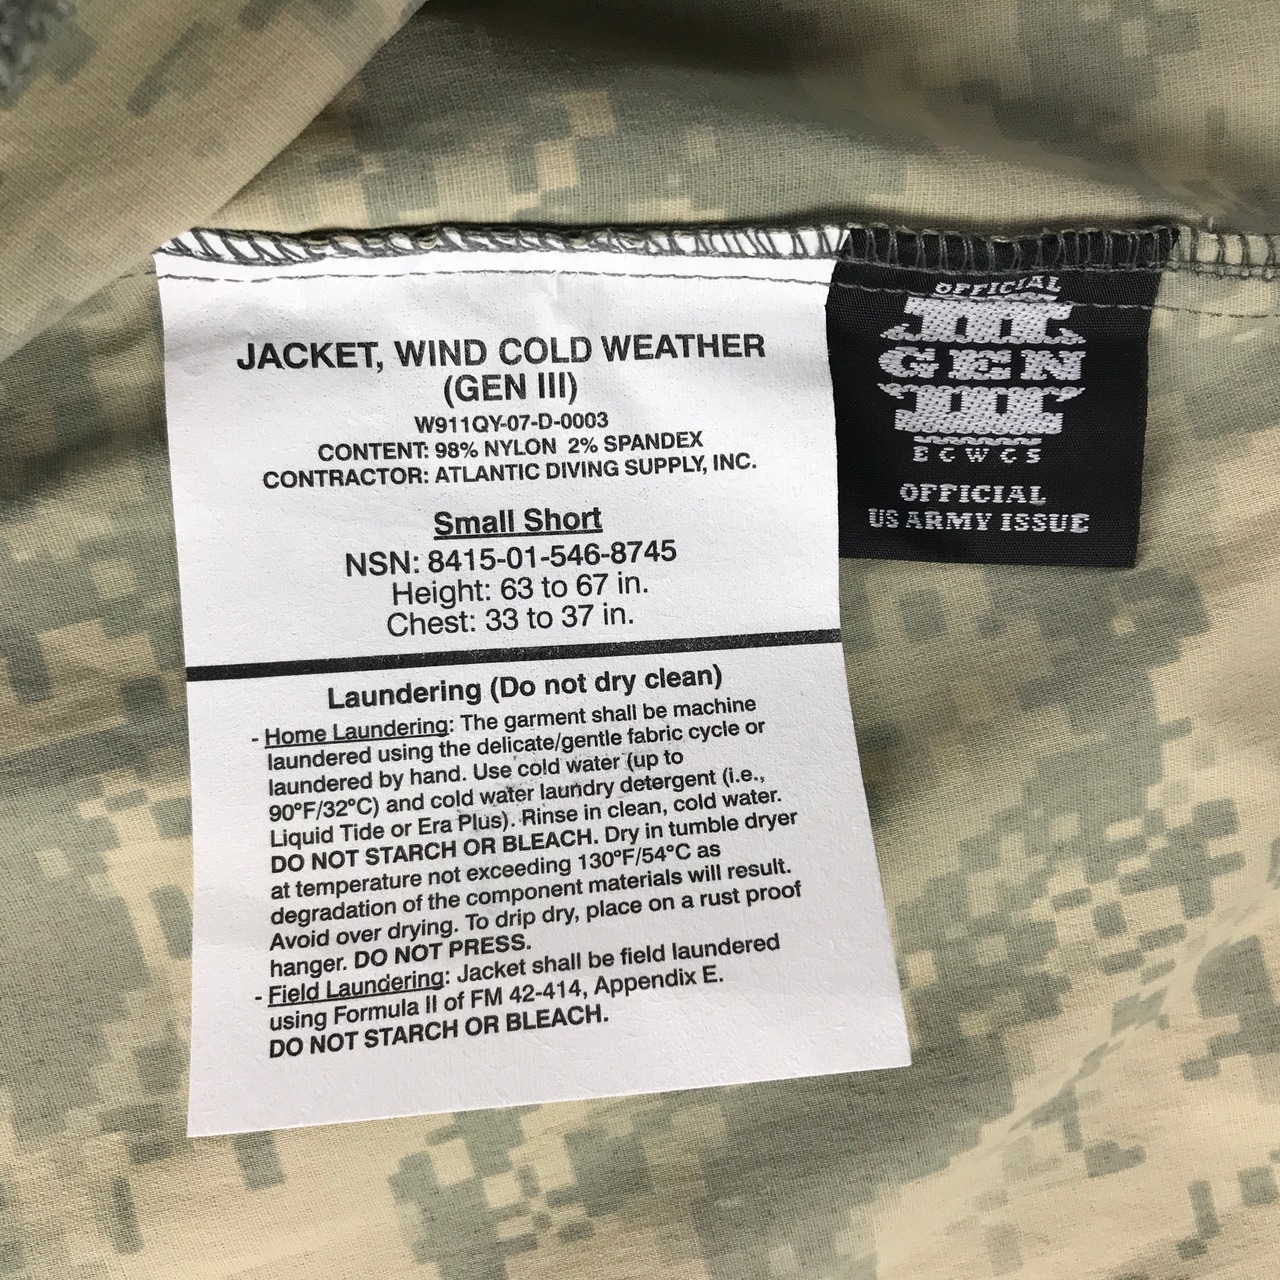 JACKET, WIND COLD WEATHER
(GEN III)
W911QY-07-D-0003
CONTENT: 98% NYLON 2% SPANDEX
CONTRACTOR: ATLANTIC DIVING SUPPLY, INC.
Small Short
NSN: 8415-01-546-8745
Height: 63 to 67 in.
Chest: 33 to 37 in.
Laundering (Do not dry clean)
- Home Laundering: The garment shall be machine
laundered using the delicate/gentle fabric cycle or
laundered by hand. Use cold water (up to
90°F/32°C) and cold water laundry detergent (i.e.,
Liquid Tide or Era Plus). Rinse in clean, cold water.
DO NOT STARCH OR BLEACH. Dry in tumble dryer
at temperature not exceeding 130°F/54°C as
degradation of the component materials will result.
Avoid over drying. To drip dry, place on a rust proof
hanger. DO NOT PRESS.
- Field Laundering: Jacket shall be field laundered
using Formula II of FM 42-414, Appendix E.
DO NOT STARCH OR BLEACH.
OFFICIAL
III
GEN
III
ECWCS
OFFICIAL
US ARMY ISSUE